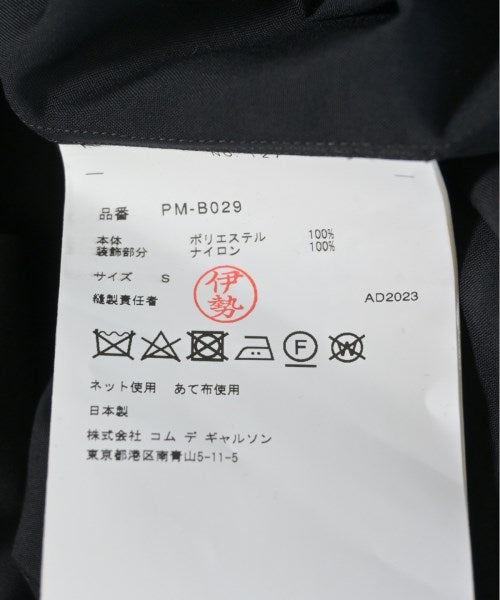 品番 PM-B029
本体 ポリエステル 100%
装飾部分 ナイロン 100%
サイズ S
伊勢
縫製責任者 AD2023
F W
ネット使用 あて布使用
日本製
株式会社 コム デ ギャルソン
東京都港区南青山5-11-5